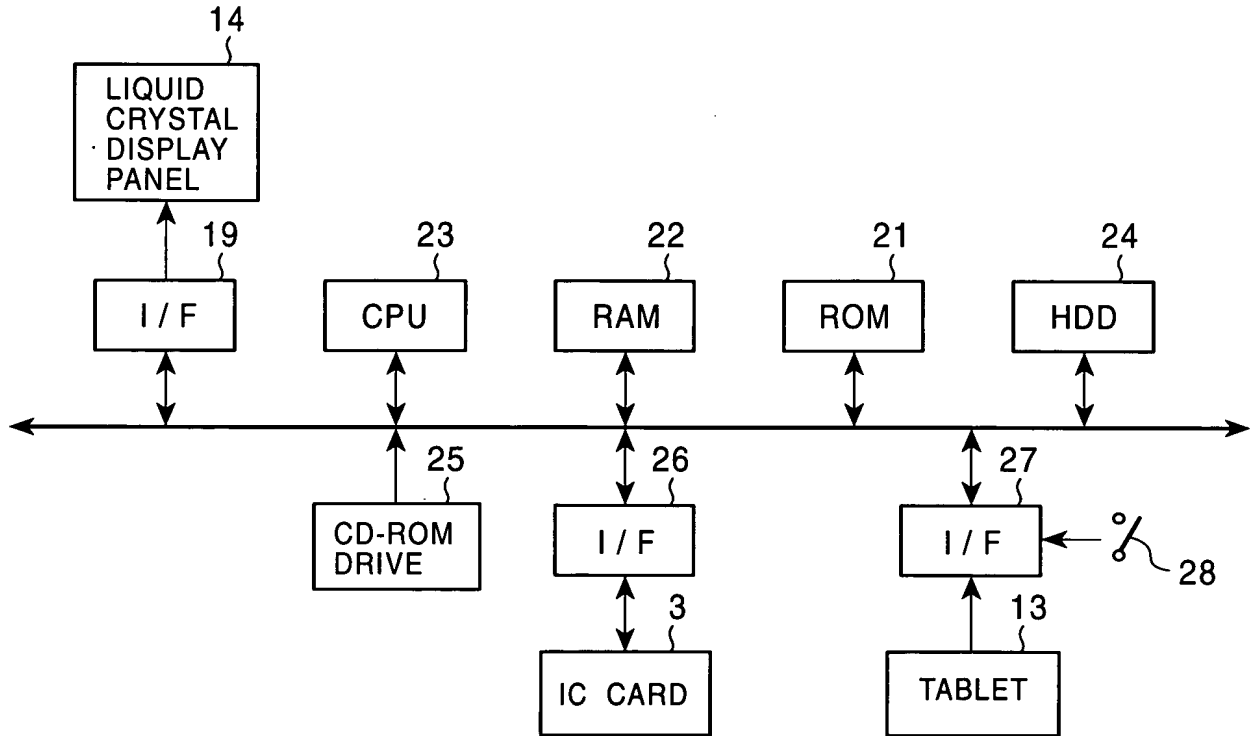 14
LIQUID
CRYSTAL
DISPLAY
PANEL
19
23
22
21
24
I / F
CPU
RAM
ROM
HDD
25
26
27
CD-ROM
DRIVE
I / F
I / F
28
3
13
IC CARD
TABLET